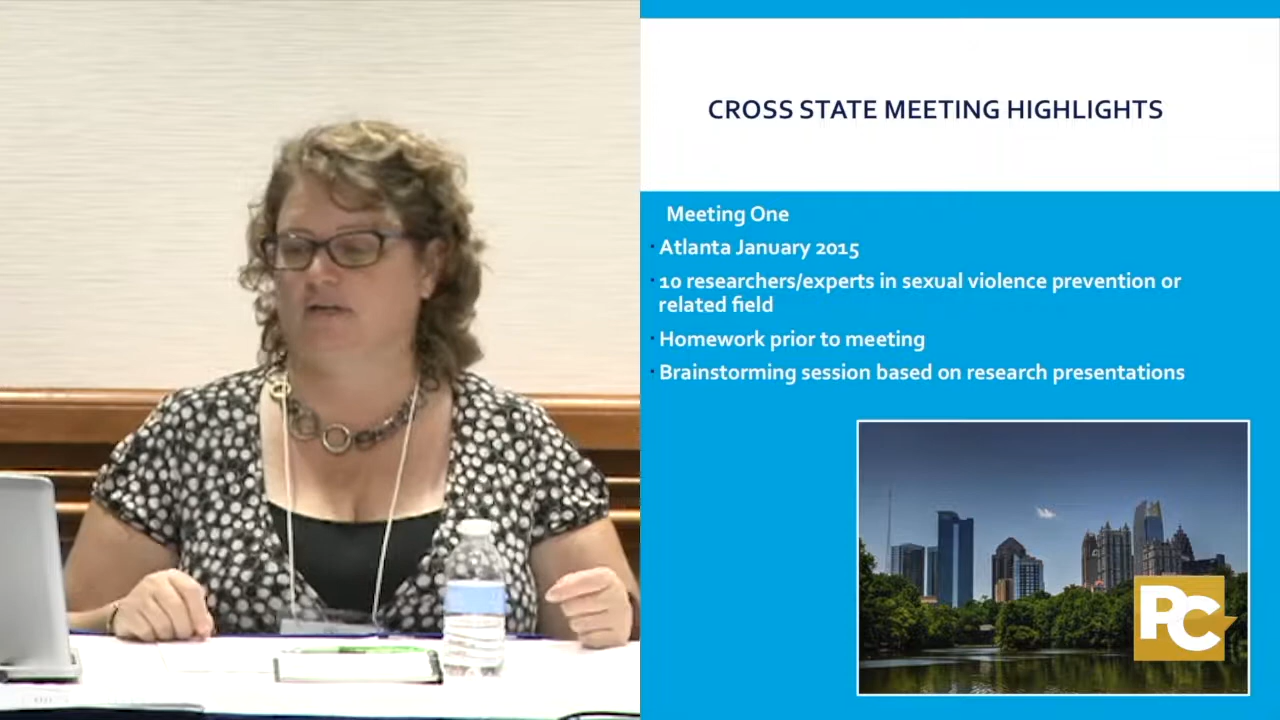 CROSS STATE MEETING HIGHLIGHTS
Meeting One
Atlanta January 2015
10 researchers/experts in sexual violence prevention or
related field
Homework prior to meeting
Brainstorming session based on research presentations
PC